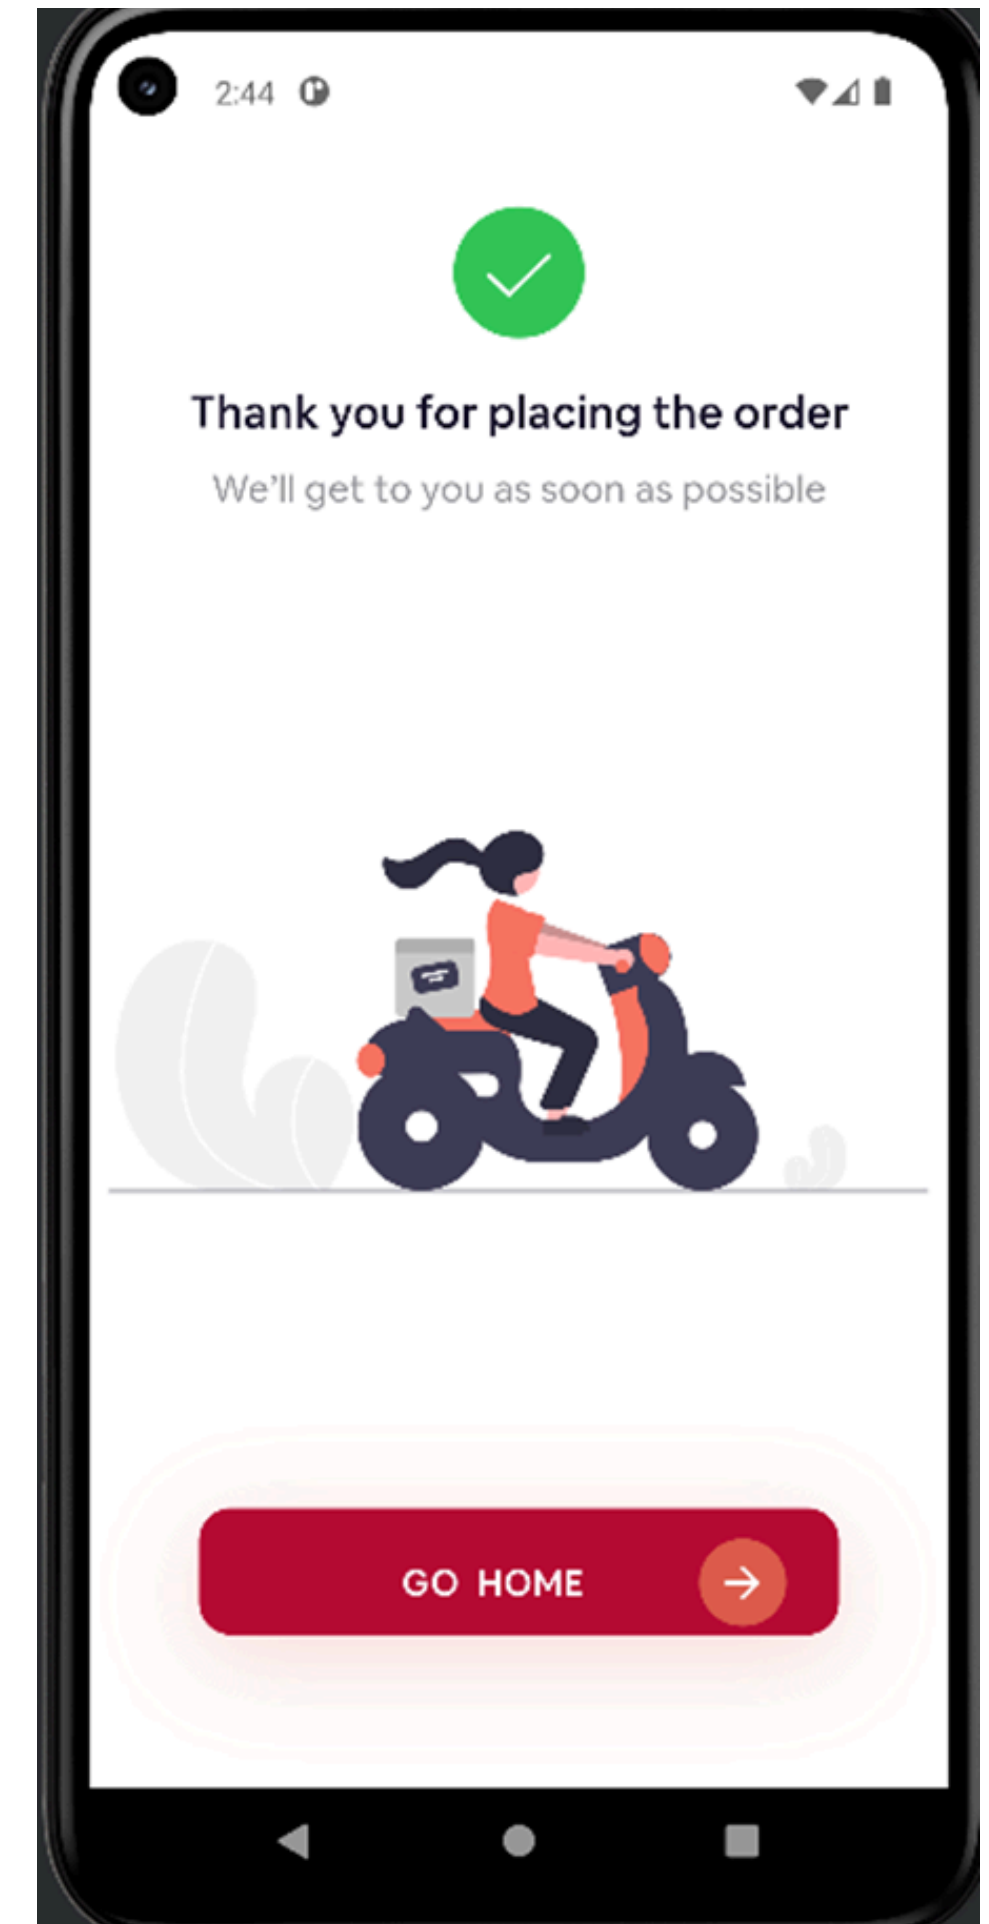 2:44
Thank you for placing the order
We'll get to you as soon as possible
GO HOME